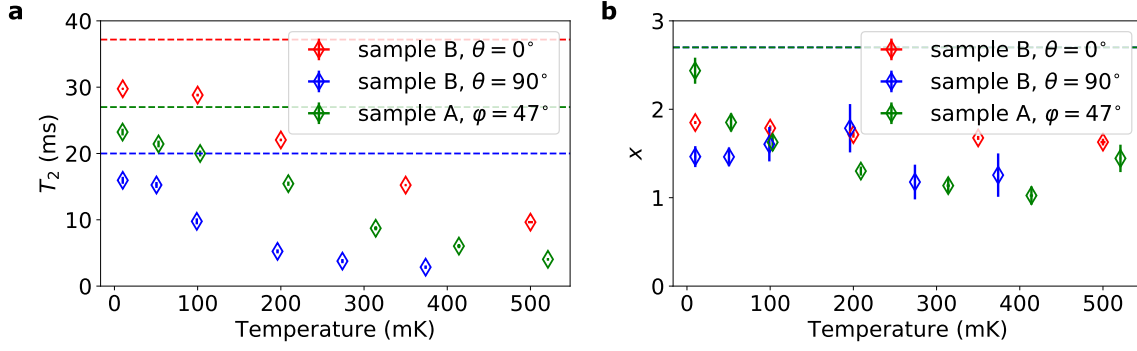 a
40
30
20
10
0
T₂ (ms)
0 100 200 300 400 500
Temperature (mK)
sample B, θ = 0°
sample B, θ = 90°
sample A, φ = 47°
b
3
2
1
0
x
0 100 200 300 400 500
Temperature (mK)
sample B, θ = 0°
sample B, θ = 90°
sample A, φ = 47°